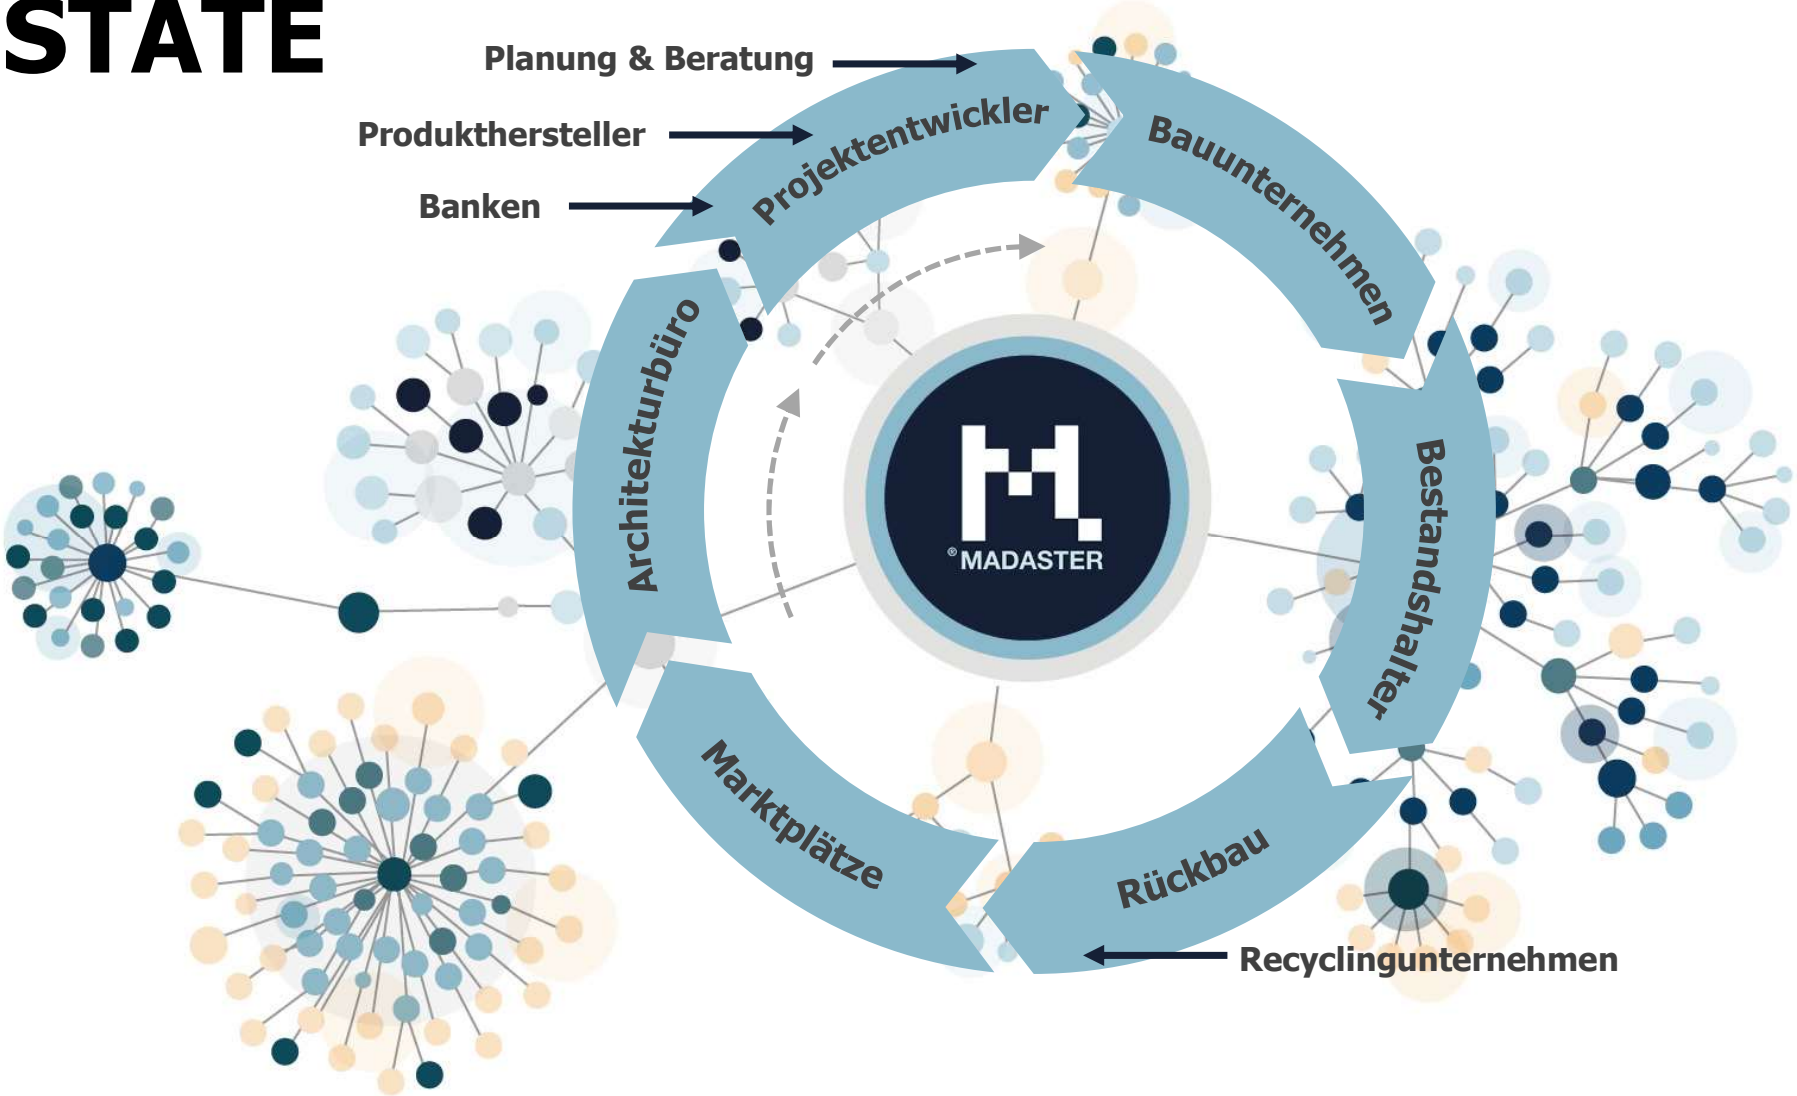 STATE
Planung & Beratung
Produkthersteller
Banken
Projektentwickler
Bauunternehmen
Architekturbüro
Bestandshalter
® MADASTER
Marktplätze
Rückbau
Recyclingunternehmen